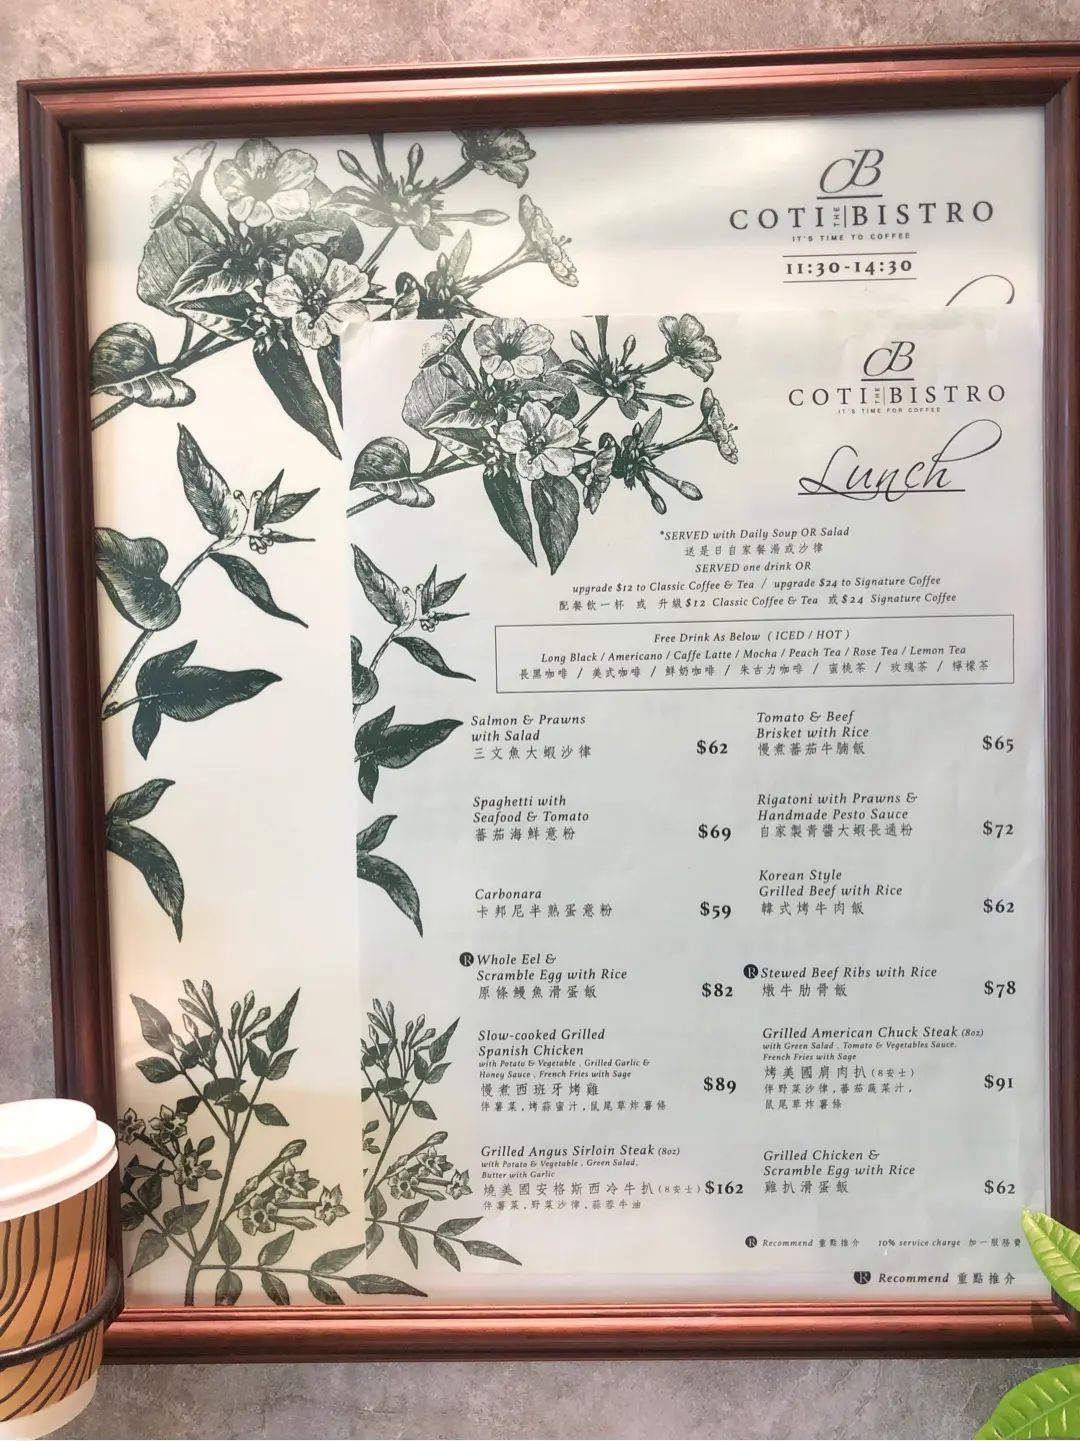 CB
COTI THE BISTRO
IT'S TIME TO COFFEE
11:30-14:30
CB
COTI THE BISTRO
IT'S TIME FOR COFFEE
Lunch
*SERVED with Daily Soup OR Salad
送是日自家餐湯或沙律
SERVED one drink OR
upgrade $12 to Classic Coffee & Tea / upgrade $24 to Signature Coffee
配餐飲一杯 或 升級$12 Classic Coffee & Tea 或$24 Signature Coffee
Free Drink As Below ( ICED / HOT )
Long Black / Americano / Caffe Latte / Mocha / Peach Tea / Rose Tea / Lemon Tea
長黑咖啡 / 美式咖啡 / 鮮奶咖啡 / 朱古力咖啡 / 蜜桃茶 / 玫瑰茶 / 檸檬茶
Salmon & Prawns
with Salad
三文魚大蝦沙律 $62
Tomato & Beef
Brisket with Rice
慢煮蕃茄牛腩飯 $65
Spaghetti with
Seafood & Tomato
蕃茄海鮮意粉 $69
Rigatoni with Prawns &
Handmade Pesto Sauce
自家製青醬大蝦長通粉 $72
Carbonara
卡邦尼半熟蛋意粉 $59
Korean Style
Grilled Beef with Rice
韓式烤牛肉飯 $62
R Whole Eel &
Scramble Egg with Rice
原條鰻魚滑蛋飯 $82
R Stewed Beef Ribs with Rice
燉牛肋骨飯 $78
Slow-cooked Grilled
Spanish Chicken
with Potato & Vegetable , Grilled Garlic &
Honey Sauce , French Fries with Sage
慢煮西班牙烤雞 $89
伴薯菜,烤蒜蜜汁,鼠尾草炸薯條
Grilled American Chuck Steak (8oz)
with Green Salad , Tomato & Vegetables Sauce,
French Fries with Sage
烤美國肩肉扒(8安士)
伴野菜沙律,蕃茄蔬菜汁, $91
鼠尾草炸薯條
Grilled Angus Sirloin Steak (8oz)
with Potato & Vegetable , Green Salad,
Butter with Garlic
燒美國安格斯西冷牛扒(8安士) $162
伴薯菜,野菜沙律,蒜蓉牛油
Grilled Chicken &
Scramble Egg with Rice
雞扒滑蛋飯 $62
R Recommend 重點推介 10% service charge 加一服務費
R Recommend 重點推介